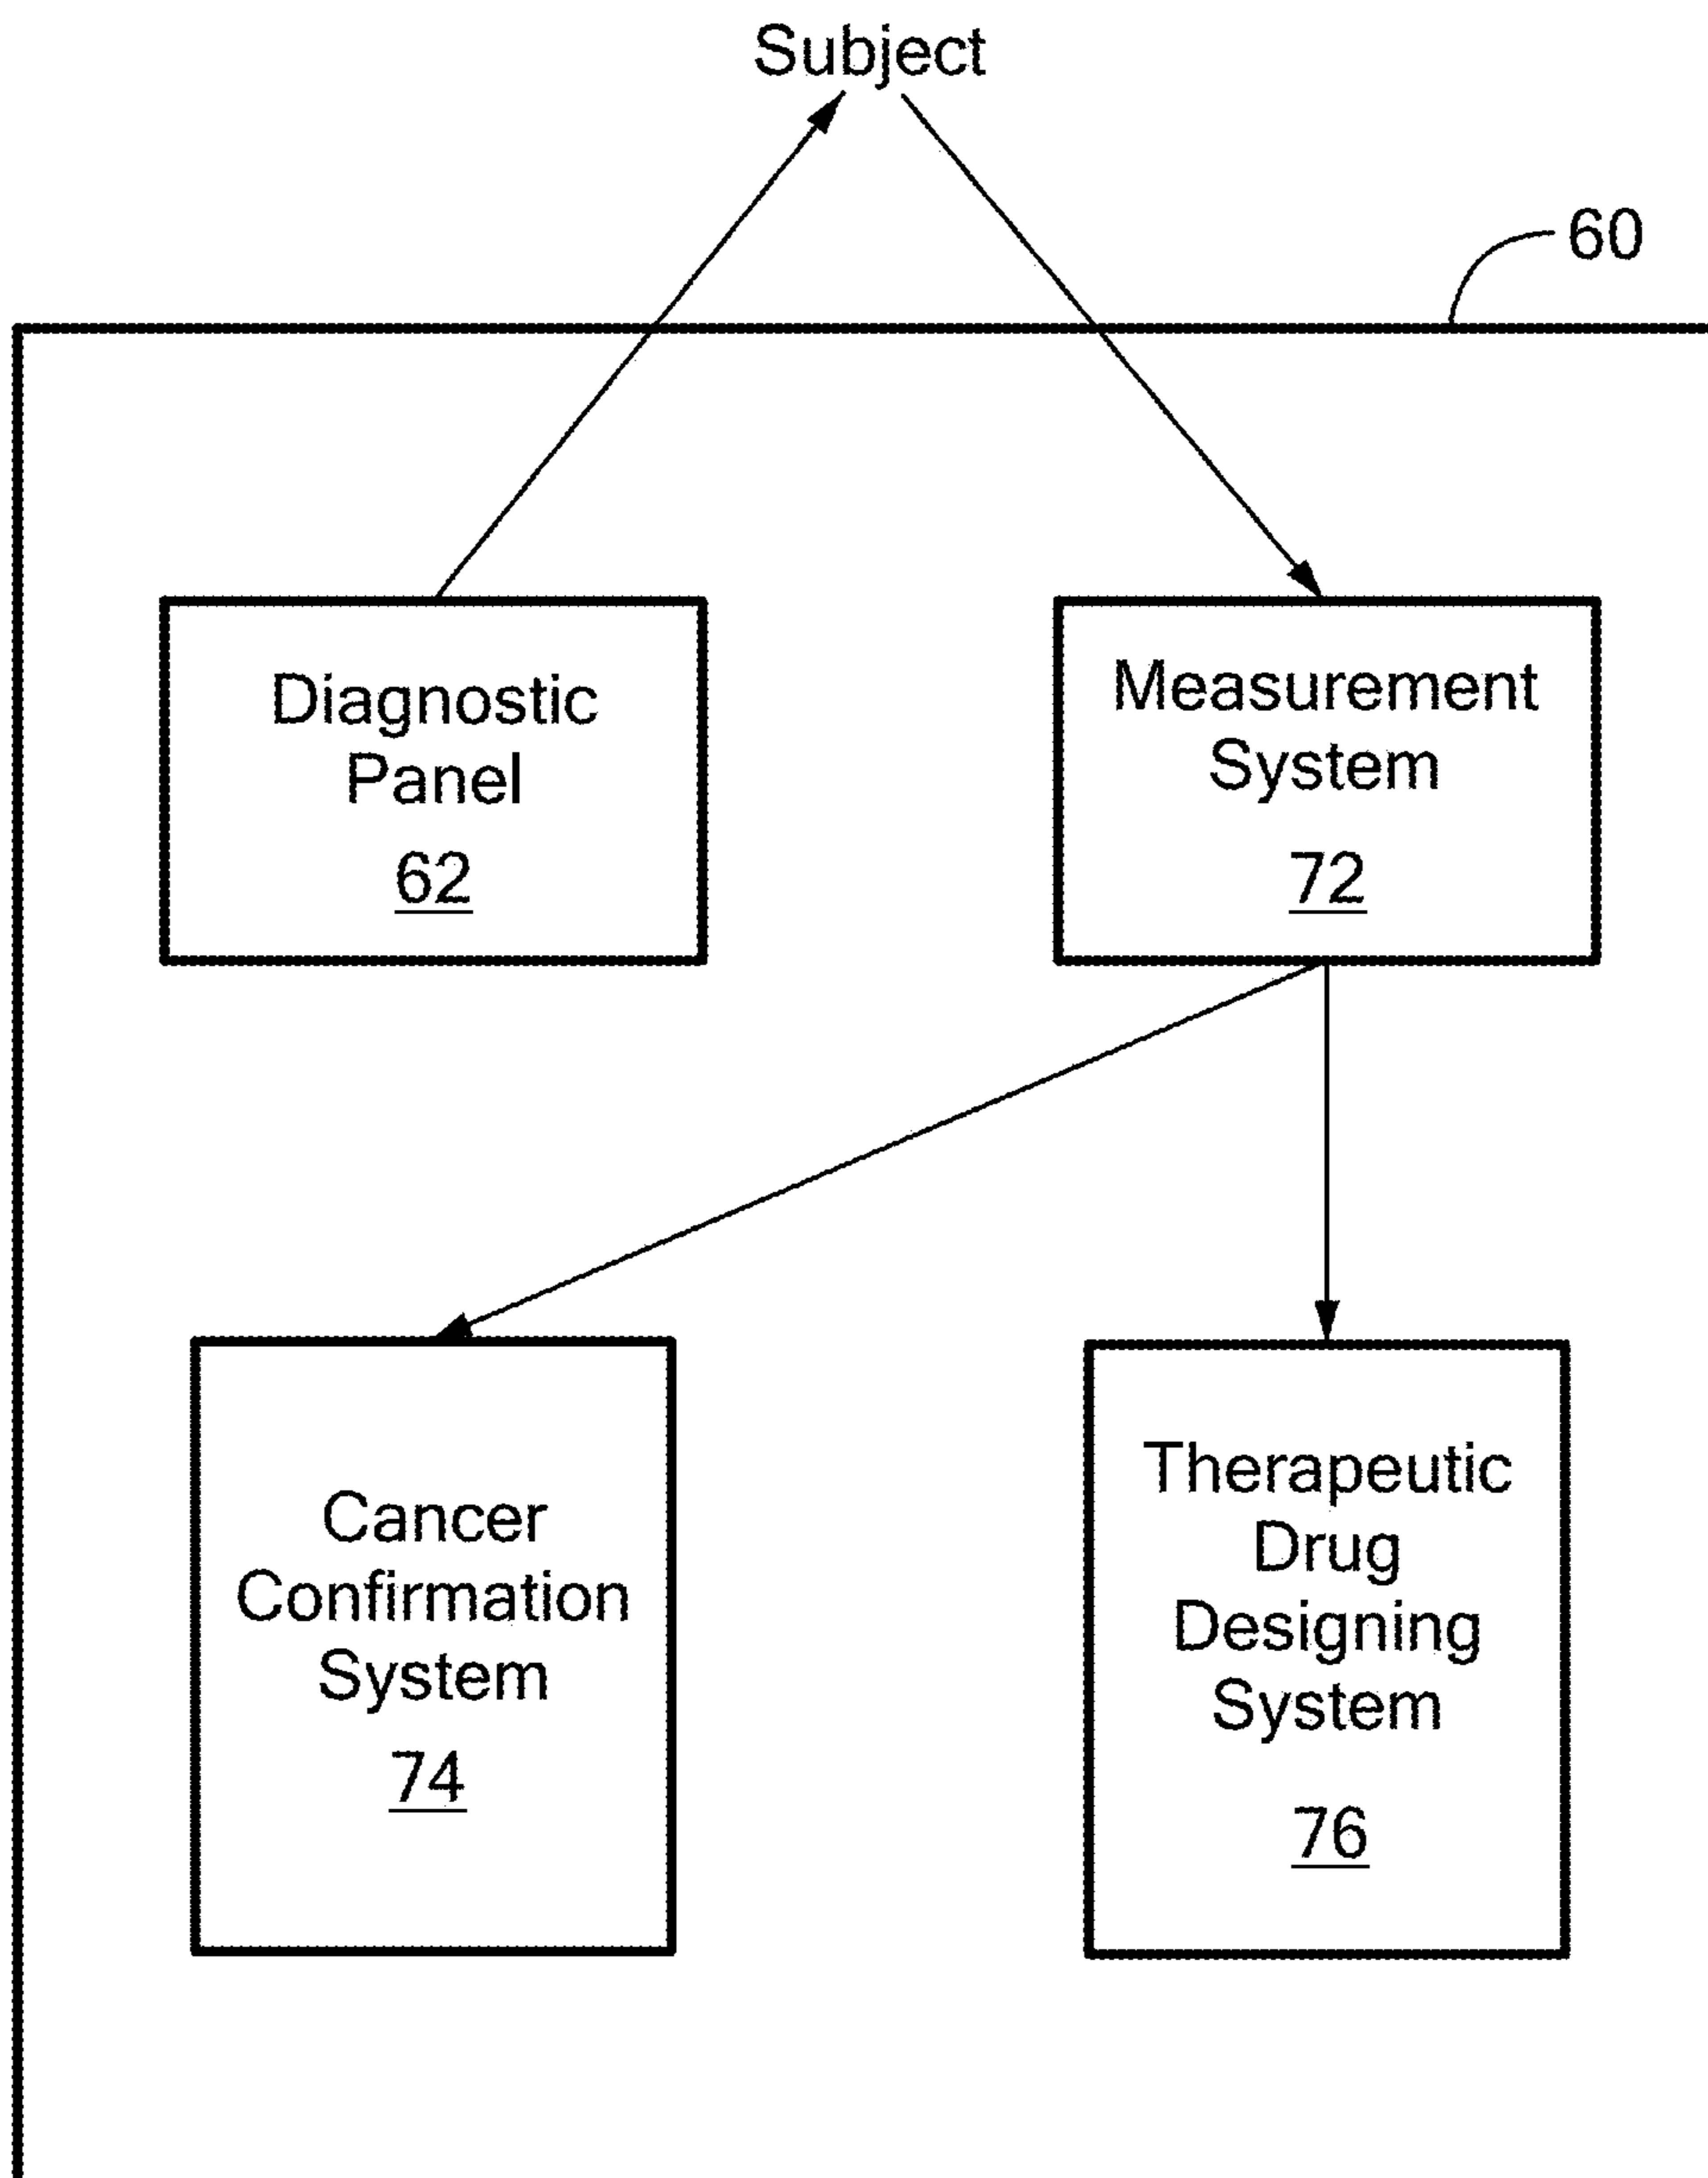 Subject
60
Diagnostic
Panel
62
Measurement
System
72
Cancer
Confirmation
System
74
Therapeutic
Drug
Designing
System
76